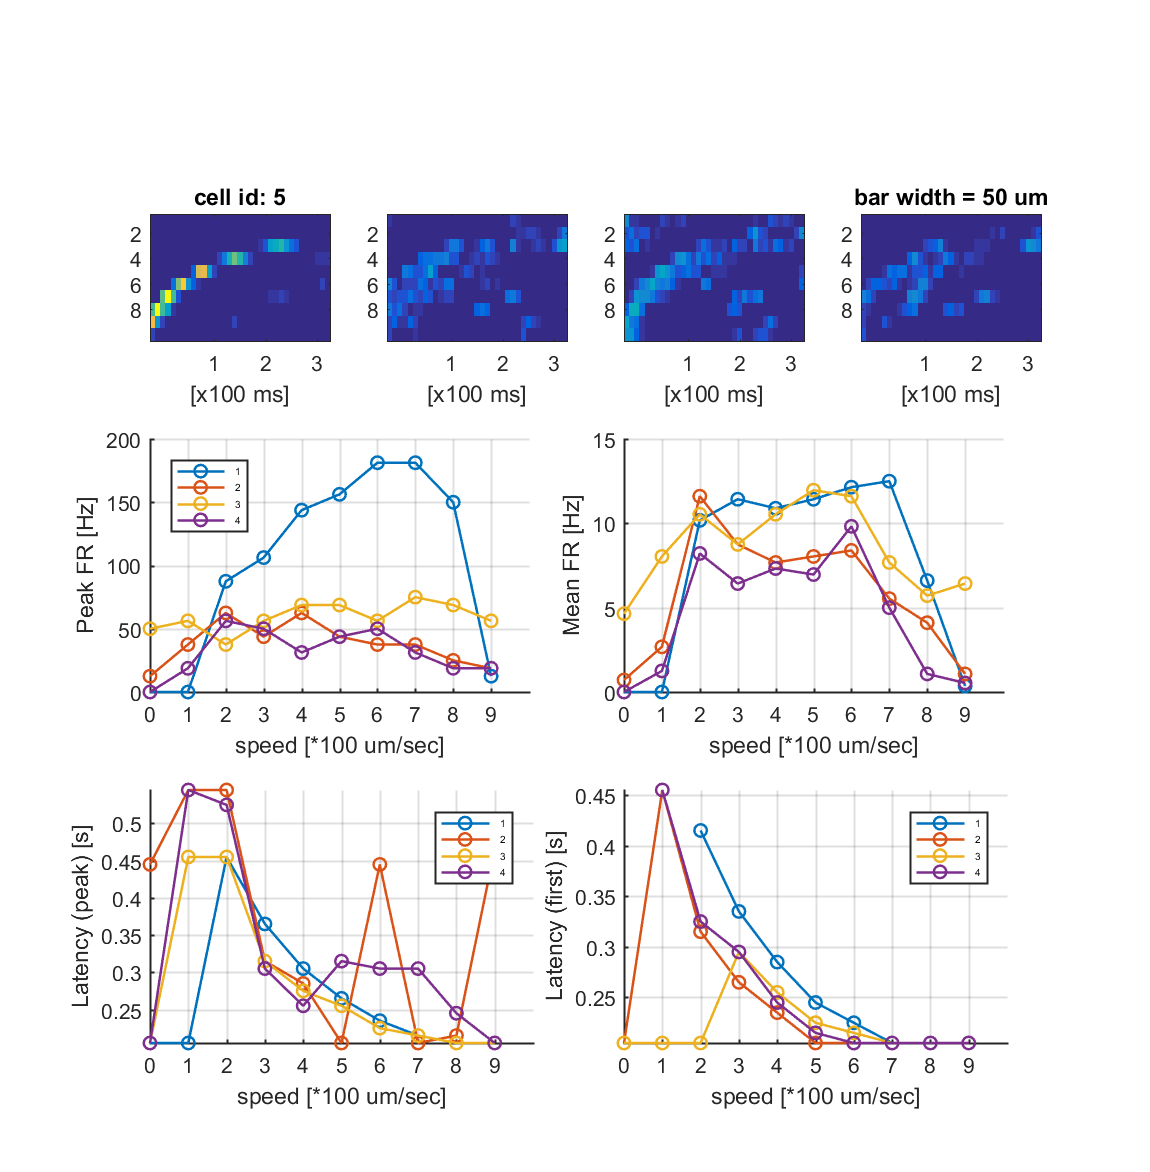 cell id: 5
bar width = 50 um
2
4
6
8
2
4
6
8
2
4
6
8
2
4
6
8
1 2 3
1 2 3
1 2 3
1 2 3
[x100 ms]
[x100 ms]
[x100 ms]
[x100 ms]
Peak FR [Hz]
200
150
100
50
0
1
2
3
4
0 1 2 3 4 5 6 7 8 9
speed [*100 um/sec]
Mean FR [Hz]
15
10
5
0
0 1 2 3 4 5 6 7 8 9
speed [*100 um/sec]
Latency (peak) [s]
0.5
0.45
0.4
0.35
0.3
0.25
1
2
3
4
0 1 2 3 4 5 6 7 8 9
speed [*100 um/sec]
Latency (first) [s]
0.45
0.4
0.35
0.3
0.25
1
2
3
4
0 1 2 3 4 5 6 7 8 9
speed [*100 um/sec]